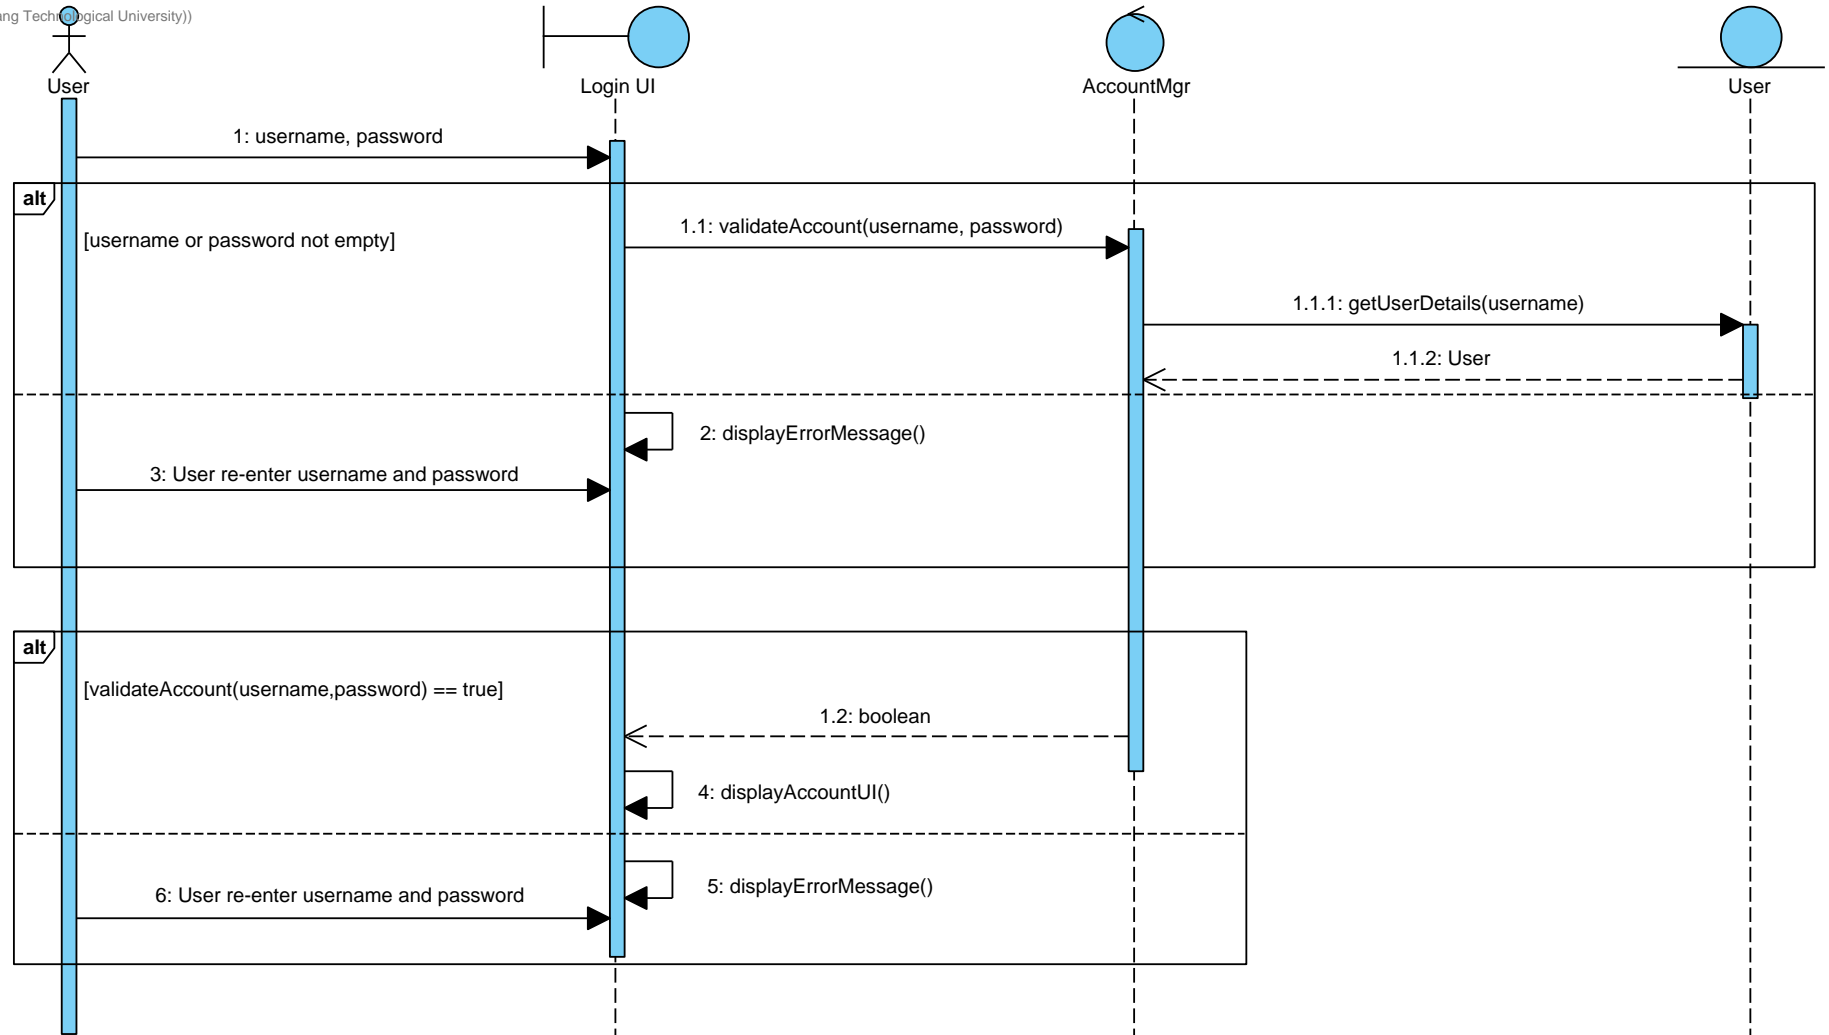 ang Technological University))
User
Login UI
AccountMgr
User
1: username, password
alt
[username or password not empty]
1.1: validateAccount(username, password)
1.1.1: getUserDetails(username)
1.1.2: User
2: displayErrorMessage()
3: User re-enter username and password
alt
[validateAccount(username,password) == true]
1.2: boolean
4: displayAccountUI()
5: displayErrorMessage()
6: User re-enter username and password